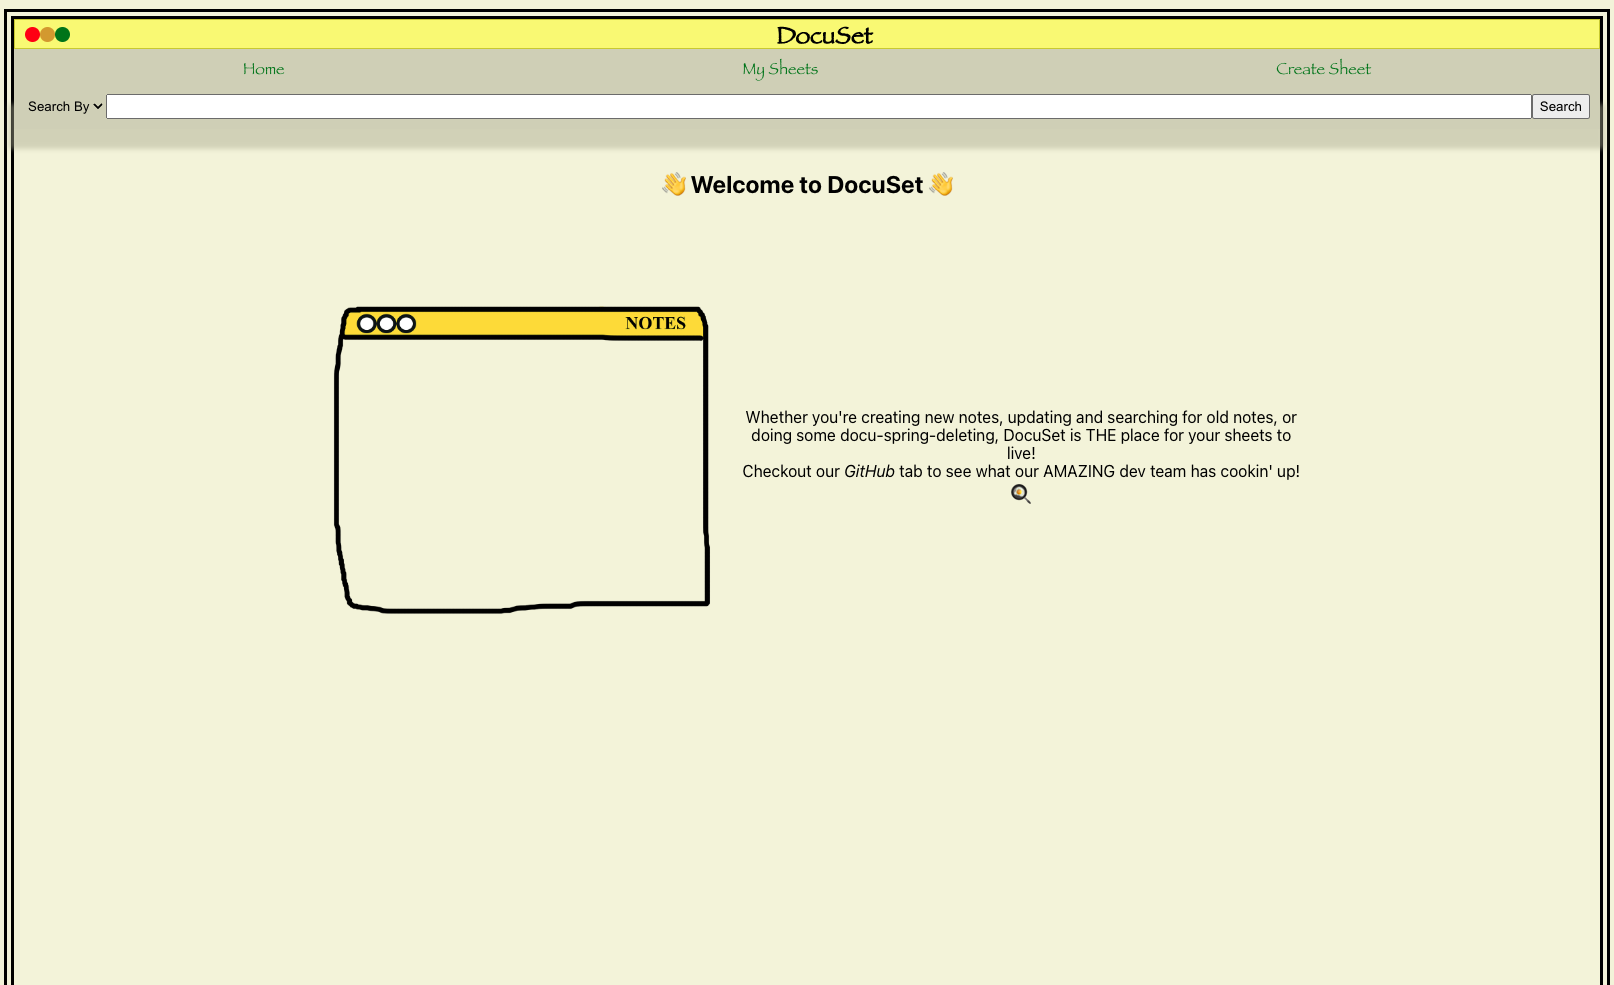 DocuSet
Home My Sheets Create Sheet
Search By Search
👋 Welcome to DocuSet 👋
NOTES
Whether you're creating new notes, updating and searching for old notes, or
doing some docu-spring-deleting, DocuSet is THE place for your sheets to
live!
Checkout our GitHub tab to see what our AMAZING dev team has cookin' up!
🍳